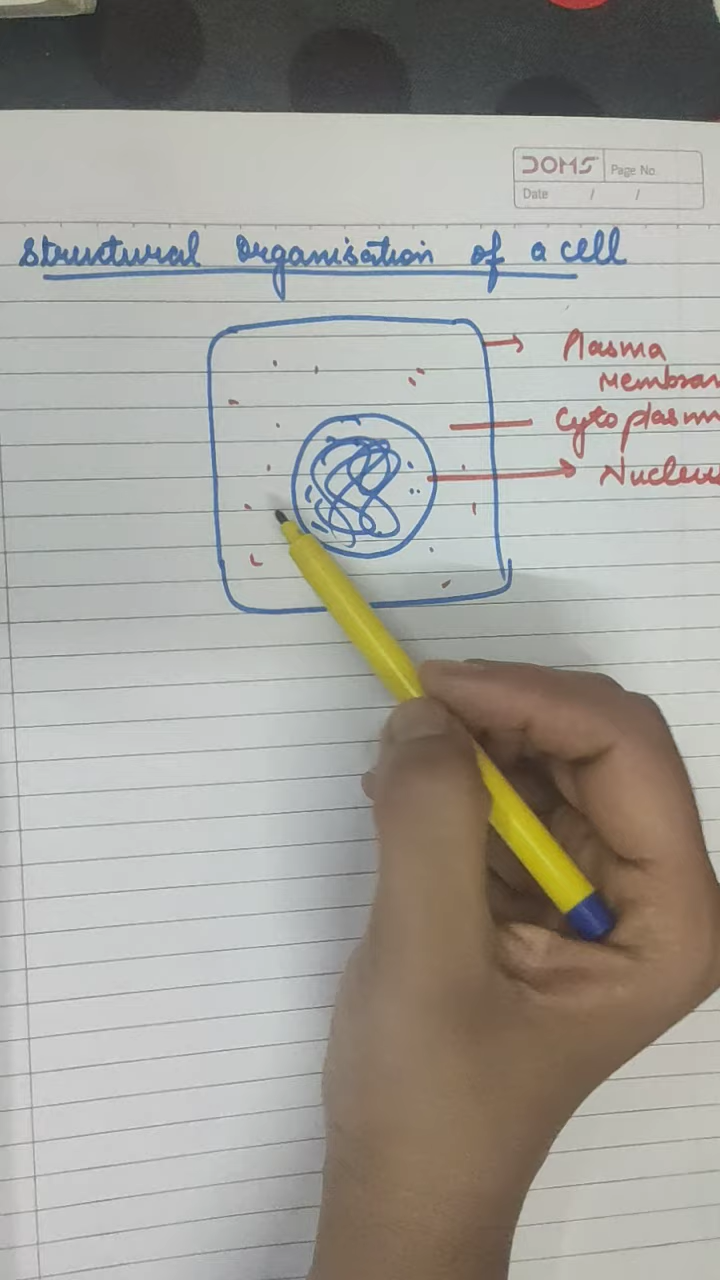 DOMS
Page No.
Date / /
Structural Organisation of a cell
Plasma
Membran
Cytoplasm
Nucleu